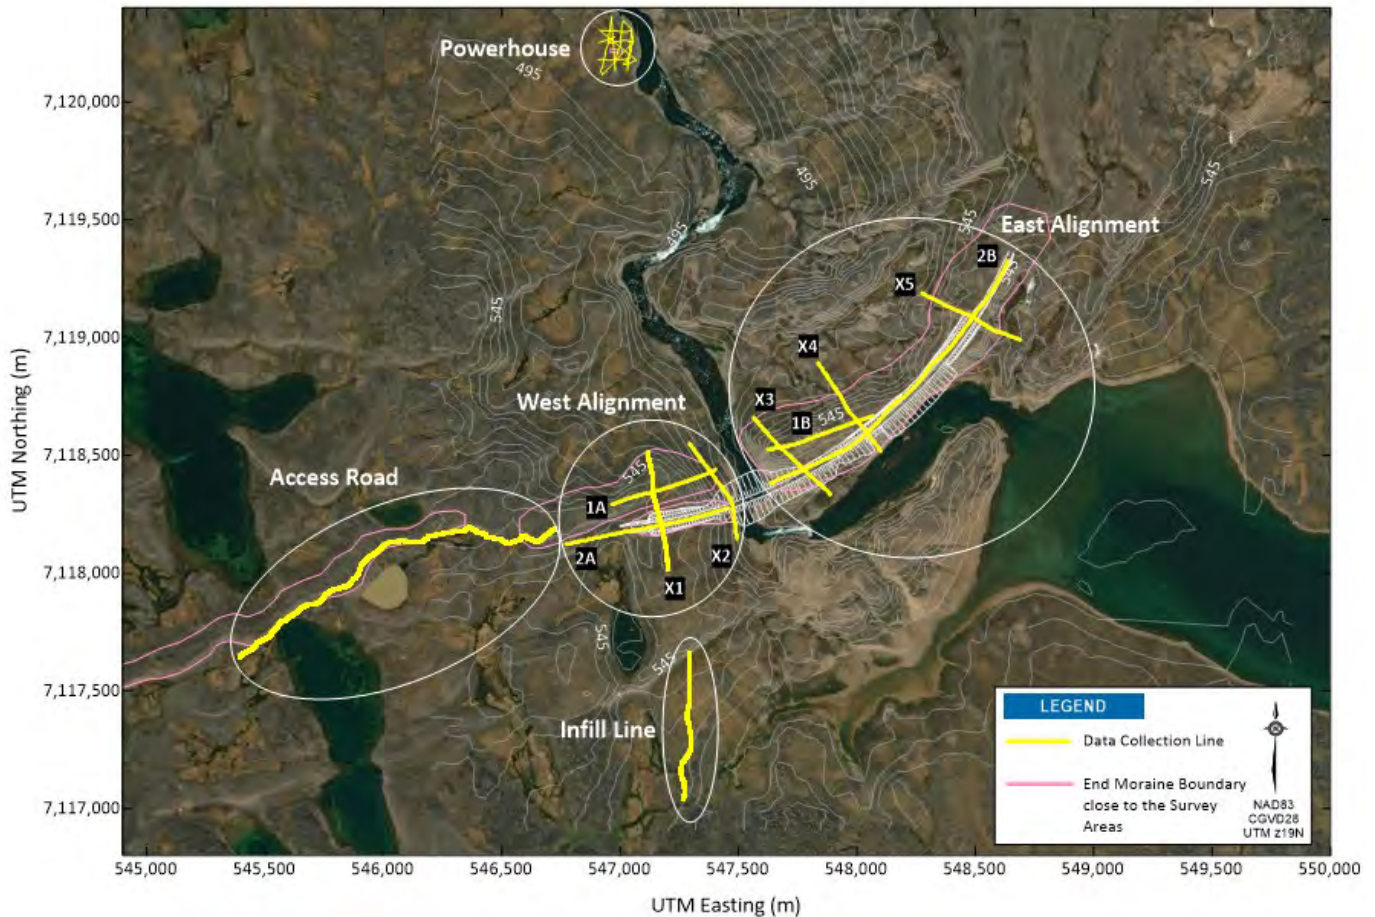 Powerhouse
495
7,120,000
495
545
7,119,500
East Alignment
545
495
2B
545
X5
545
7,119,000
X4
West Alignment
X3
545
1B
7,118,500
Access Road
545
1A
2A
X2
7,118,000
X1
545
545
7,117,500
Infill Line
7,117,000
UTM Northing (m)
LEGEND
Data Collection Line
End Moraine Boundary
close to the Survey
Areas
NAD83
CGVD28
UTM z19N
545,000 545,500 546,000 546,500 547,000 547,500 548,000 548,500 549,000 549,500 550,000
UTM Easting (m)